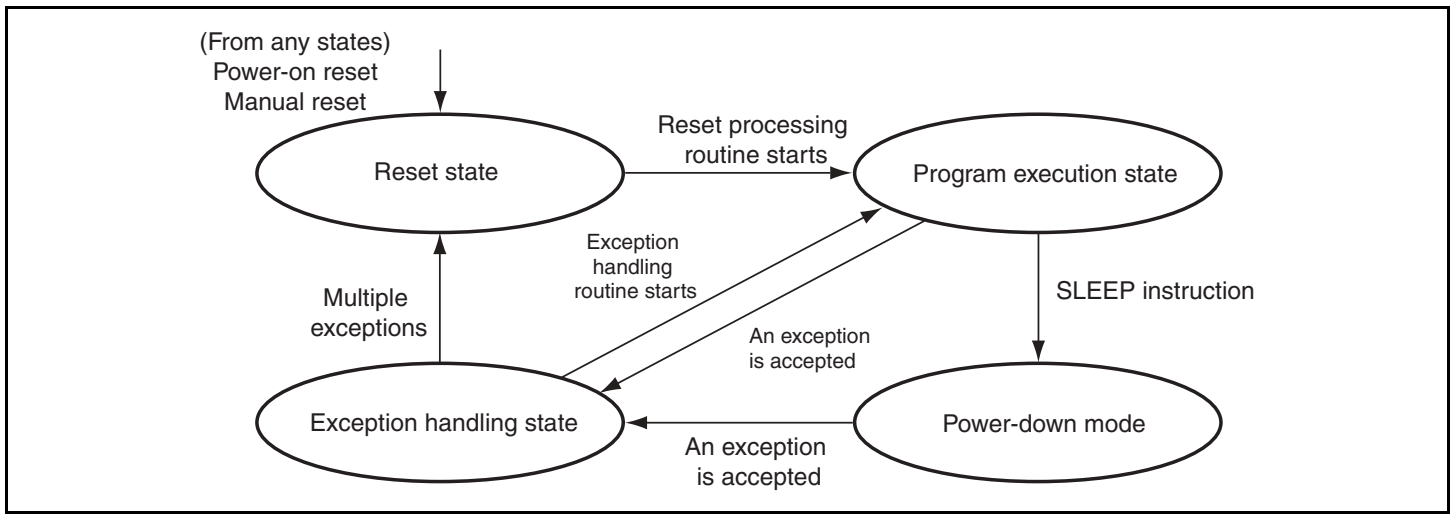 (From any states)
Power-on reset
Manual reset
Reset state
Reset processing
routine starts
Program execution state
Exception
handling
routine starts
SLEEP instruction
Multiple
exceptions
An exception
is accepted
Exception handling state
An exception
is accepted
Power-down mode